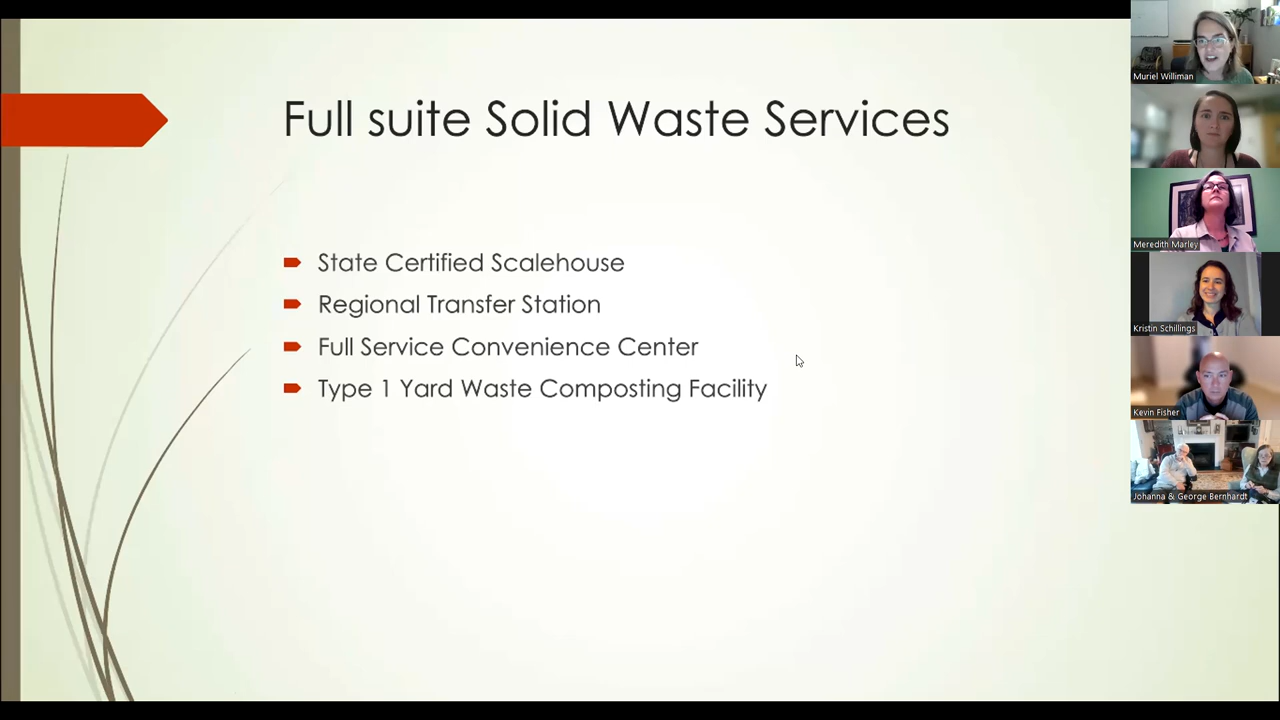 Full suite Solid Waste Services
State Certified Scalehouse
Regional Transfer Station
Full Service Convenience Center
Type 1 Yard Waste Composting Facility
Muriel Williman
Meredith Marley
Kristin Schillings
Kevin Fisher
Johanna & George Bernhardt